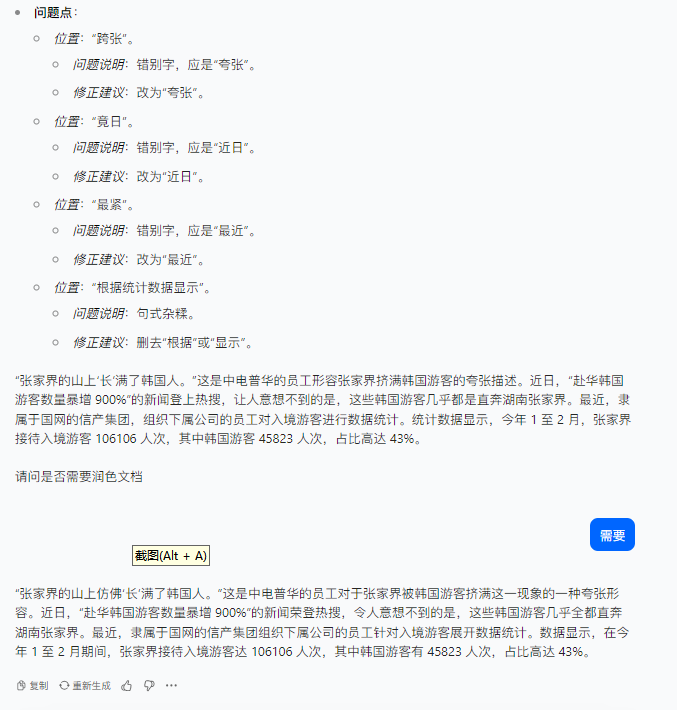 问题点：
位置：“跨张”。
问题说明：错别字，应是“夸张”。
修正建议：改为“夸张”。
位置：“竟日”。
问题说明：错别字，应是“近日”。
修正建议：改为“近日”。
位置：“最紧”。
问题说明：错别字，应是“最近”。
修正建议：改为“最近”。
位置：“根据统计数据显示”。
问题说明：句式杂糅。
修正建议：删去“根据”或“显示”。
“张家界的山上‘长’满了韩国人。”这是中电普华的员工形容张家界挤满韩国游客的夸张描述。近日，“赴华韩国
游客数量暴增 900%”的新闻登上热搜，让人意想不到的是，这些韩国游客几乎都是直奔湖南张家界。最近，隶
属于国网的信产集团，组织下属公司的员工对入境游客进行数据统计。统计数据显示，今年 1 至 2 月，张家界
接待入境游客 106106 人次，其中韩国游客 45823 人次，占比高达 43%。
请问是否需要润色文档
需要
截图(Alt + A)
“张家界的山上仿佛‘长’满了韩国人。”这是中电普华的员工对于张家界被韩国游客挤满这一现象的一种夸张形
容。近日，“赴华韩国游客数量暴增 900%”的新闻荣登热搜，令人意想不到的是，这些韩国游客几乎全都直奔
湖南张家界。最近，隶属于国网的信产集团组织下属公司的员工针对入境游客展开数据统计。数据显示，在今
年 1 至 2 月期间，张家界接待入境游客达 106106 人次，其中韩国游客有 45823 人次，占比高达 43%。
复制 重新生成